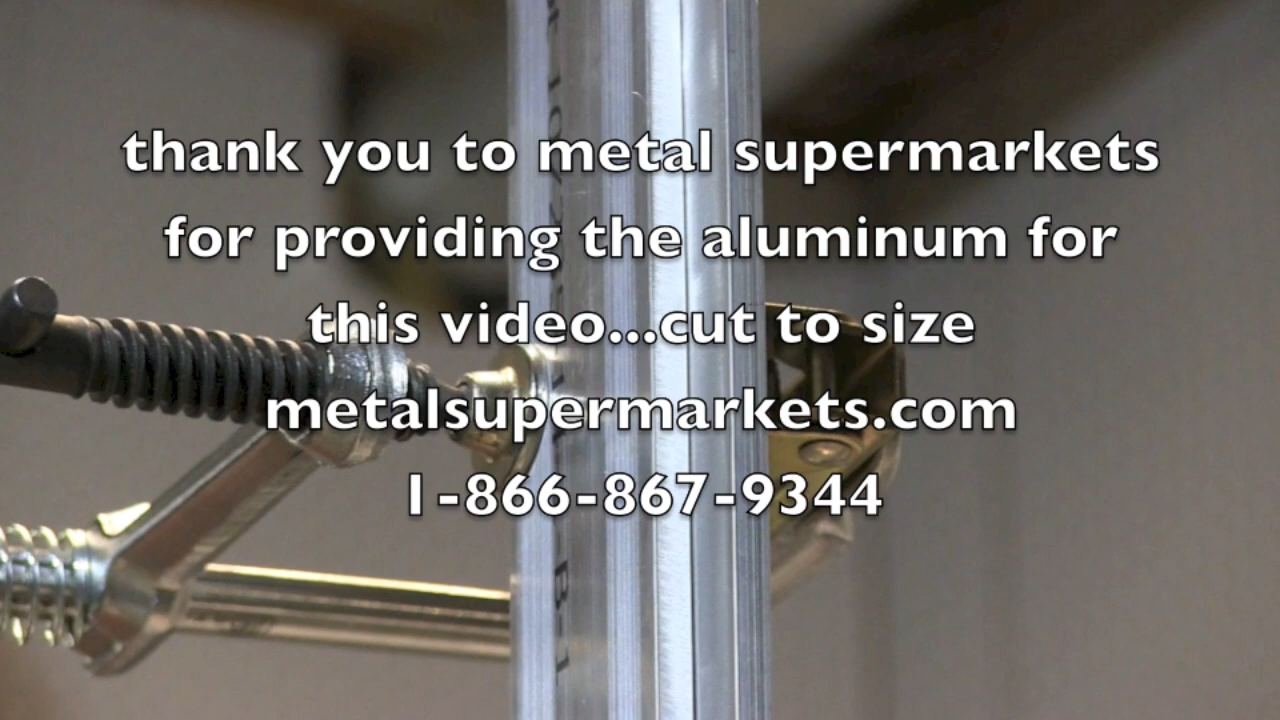 thank you to metal supermarkets
for providing the aluminum for
this video...cut to size
metalsupermarkets.com
1-866-867-9344
B-1